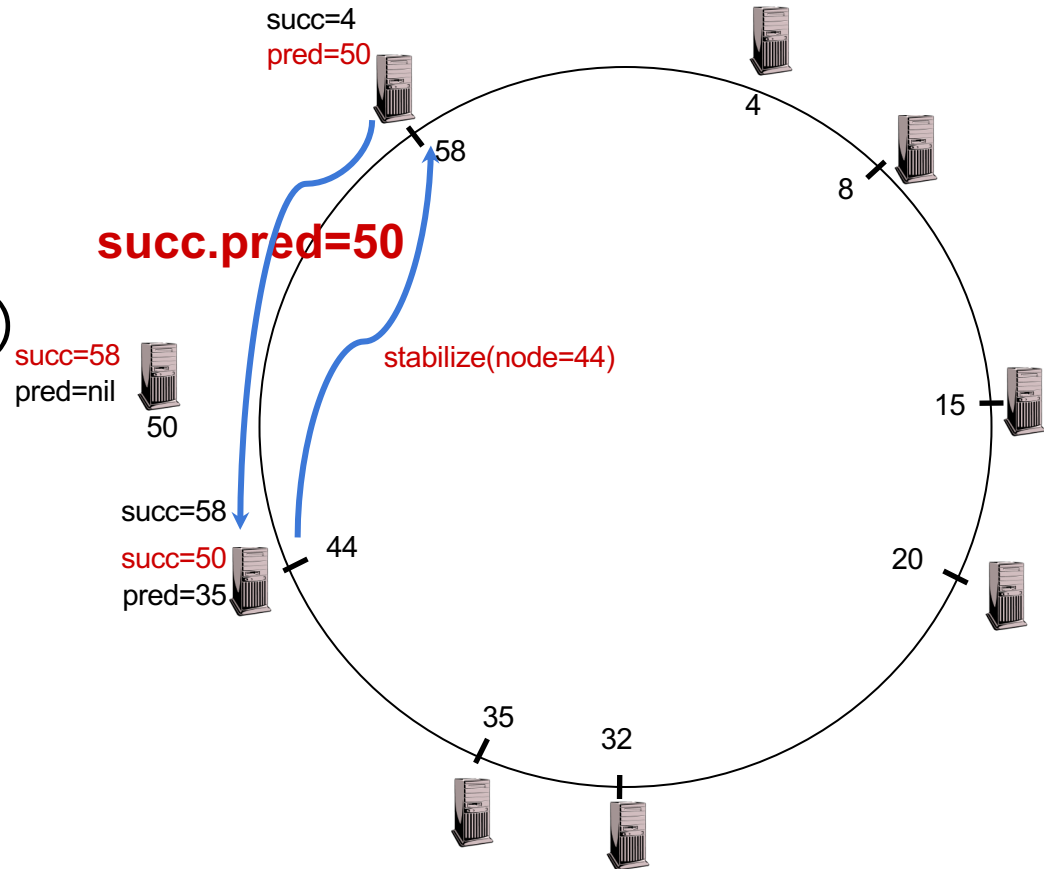 succ=4
pred=50
4
58
8
succ.pred=50
succ=58
pred=nil
50
stabilize(node=44)
15
succ=58
succ=50
pred=35
44
20
35
32